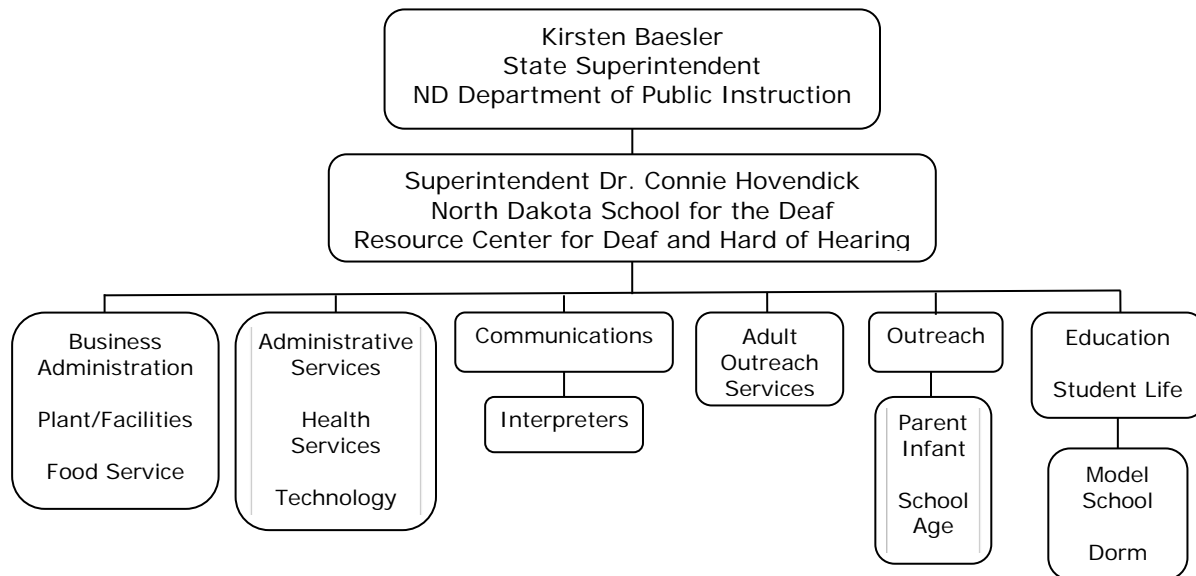 Kirsten Baesler
State Superintendent
ND Department of Public Instruction
Superintendent Dr. Connie Hovendick
North Dakota School for the Deaf
Resource Center for Deaf and Hard of Hearing
Business
Administration
Plant/Facilities
Food Service
Administrative
Services
Health
Services
Technology
Communications
Interpreters
Adult
Outreach
Services
Outreach
Parent
Infant
School
Age
Education
Student Life
Model
School
Dorm